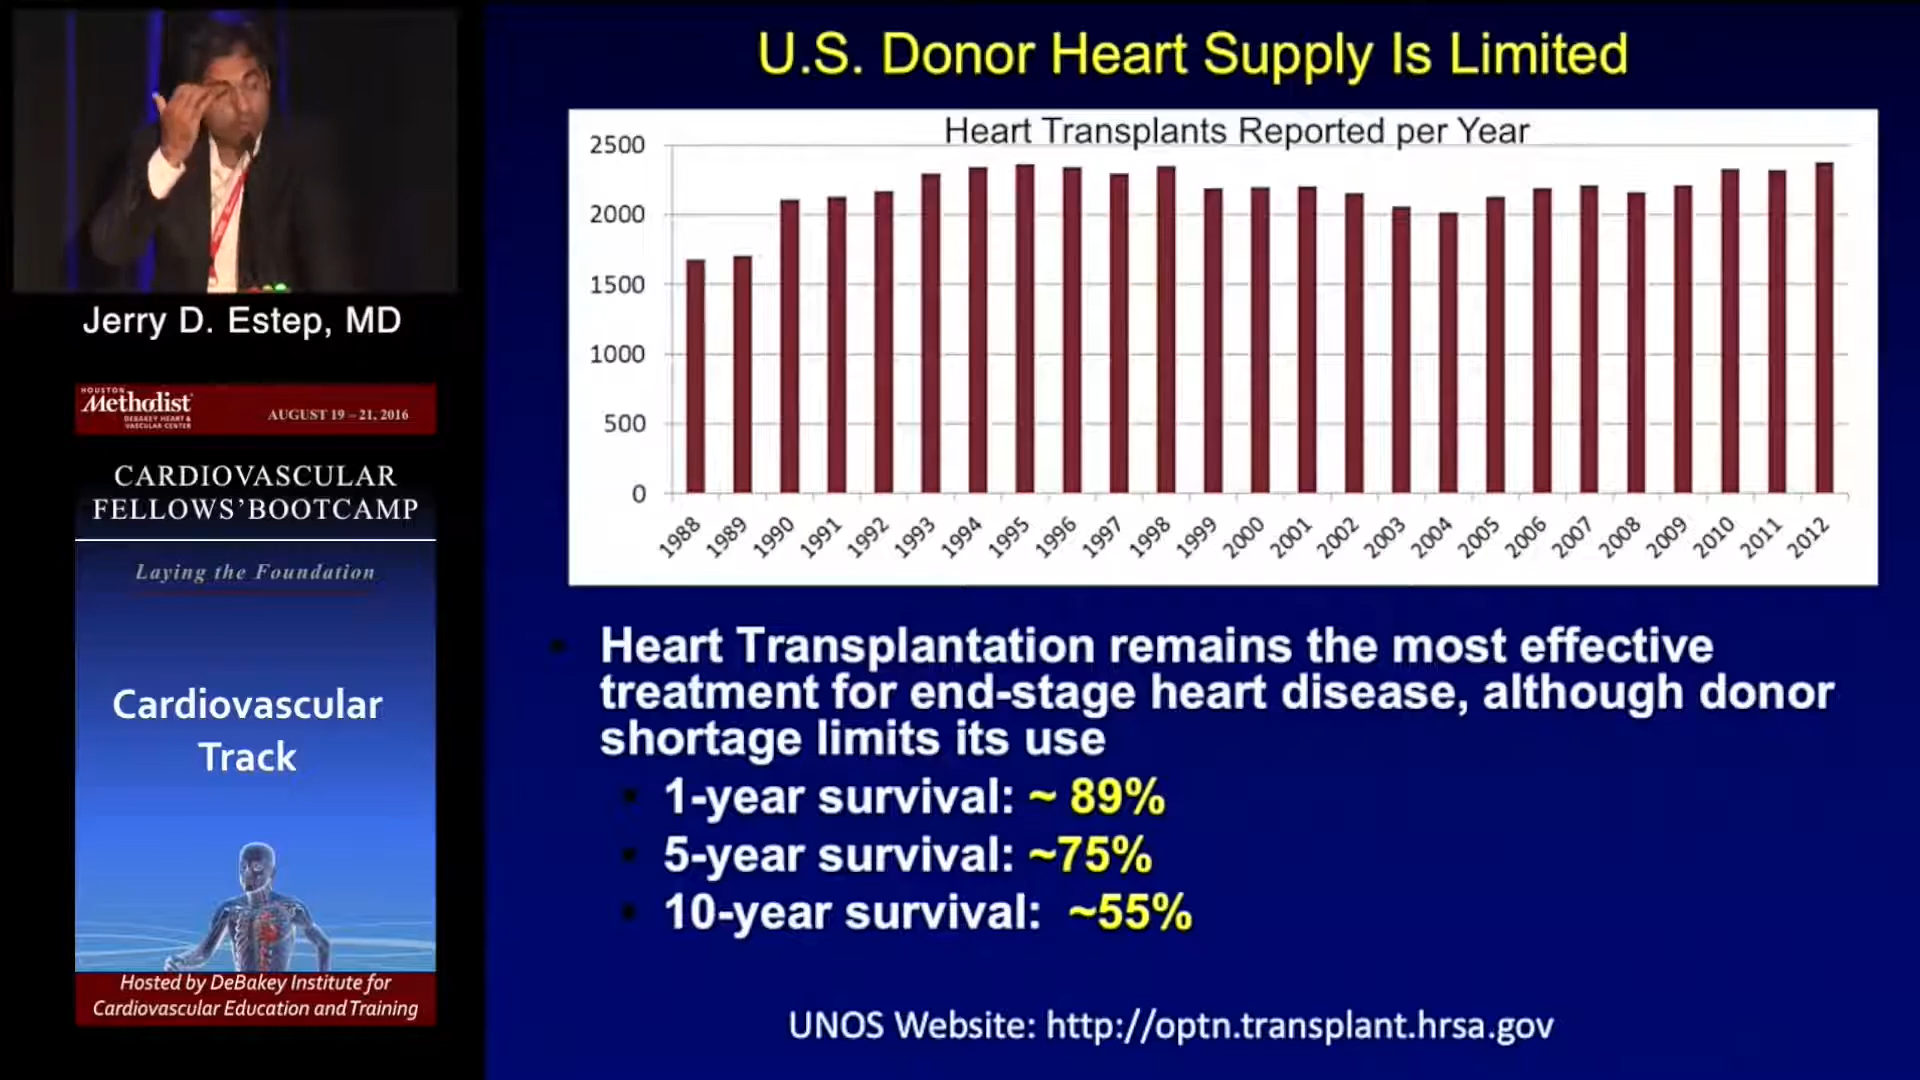 Jerry D. Estep, MD
HOUSTON
Methodist
DEBAKEY HEART &
VASCULAR CENTER
AUGUST 19 – 21, 2016
CARDIOVASCULAR
FELLOWS' BOOTCAMP
Laying the Foundation
Cardiovascular
Track
Hosted by DeBakey Institute for
Cardiovascular Education and Training
U.S. Donor Heart Supply Is Limited
Heart Transplants Reported per Year
2500
2000
1500
1000
500
0
1988 1989 1990 1991 1992 1993 1994 1995 1996 1997 1998 1999 2000 2001 2002 2003 2004 2005 2006 2007 2008 2009 2010 2011 2012
• Heart Transplantation remains the most effective
treatment for end-stage heart disease, although donor
shortage limits its use
• 1-year survival: ~ 89%
• 5-year survival: ~75%
• 10-year survival: ~55%
UNOS Website: http://optn.transplant.hrsa.gov